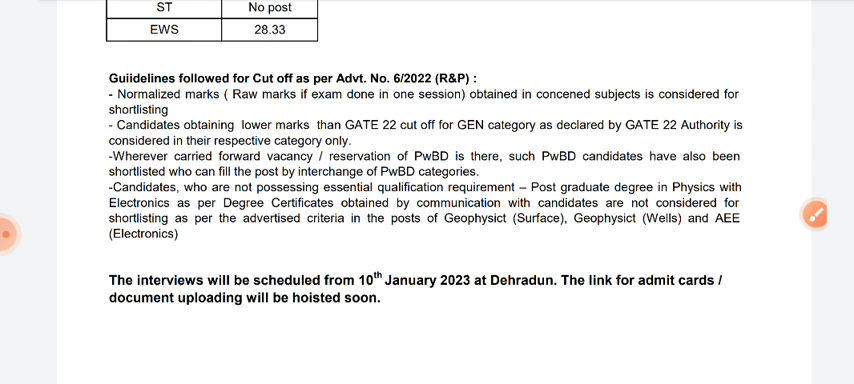 ST No post
EWS 28.33
Guiidelines followed for Cut off as per Advt. No. 6/2022 (R&P) :
- Normalized marks ( Raw marks if exam done in one session) obtained in concened subjects is considered for
shortlisting
- Candidates obtaining lower marks than GATE 22 cut off for GEN category as declared by GATE 22 Authority is
considered in their respective category only.
-Wherever carried forward vacancy / reservation of PwBD is there, such PwBD candidates have also been
shortlisted who can fill the post by interchange of PwBD categories.
-Candidates, who are not possessing essential qualification requirement – Post graduate degree in Physics with
Electronics as per Degree Certificates obtained by communication with candidates are not considered for
shortlisting as per the advertised criteria in the posts of Geophysict (Surface), Geophysict (Wells) and AEE
(Electronics)
The interviews will be scheduled from 10th January 2023 at Dehradun. The link for admit cards /
document uploading will be hoisted soon.